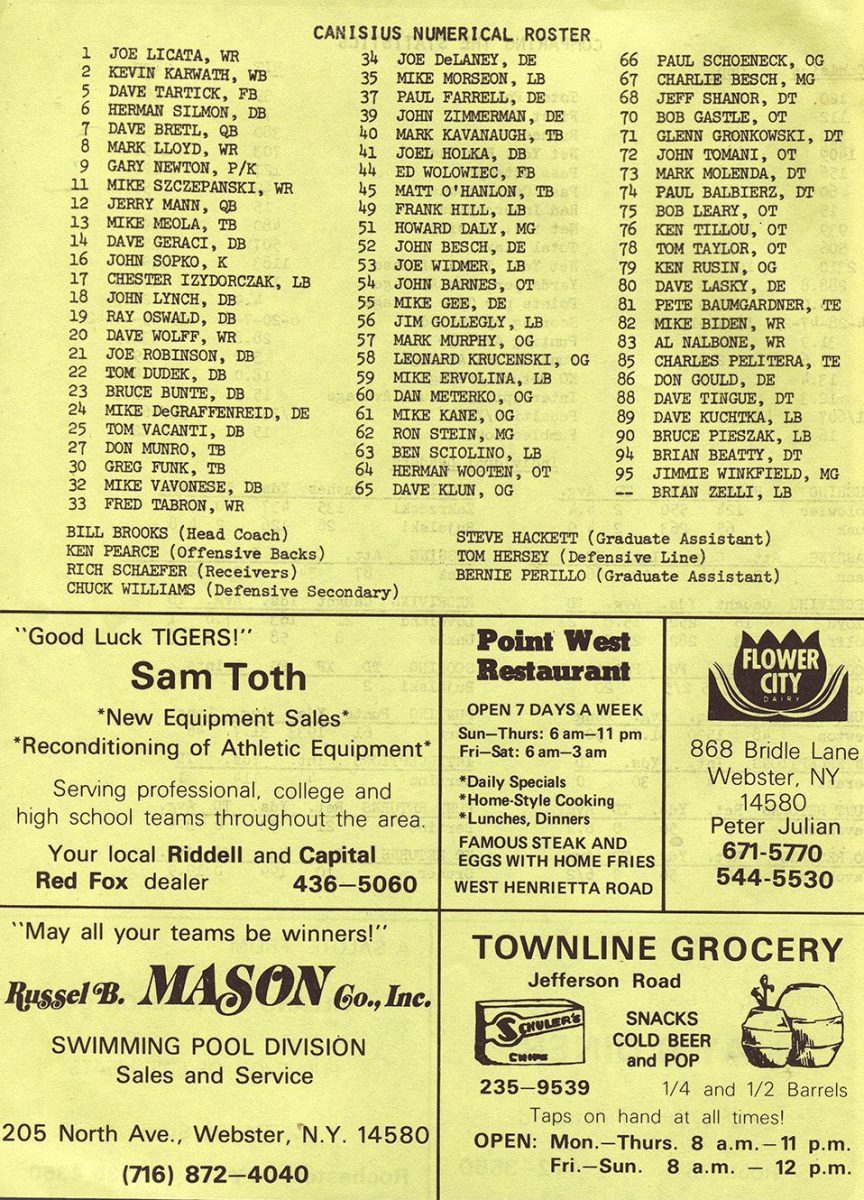 CANISIUS NUMERICAL ROSTER
1 JOE LICATA, WR
2 KEVIN KARWATH, WB
5 DAVE TARTICK, FB
6 HERMAN SILMON, DB
7 DAVE BRETL, QB
8 MARK LLOYD, WR
9 GARY NEWTON, P/K
11 MIKE SZCZEPANSKI, WR
12 JERRY MANN, QB
13 MIKE MEOLA, TB
14 DAVE GERACI, DB
16 JOHN SOPKO, K
17 CHESTER IZYDORCZAK, LB
18 JOHN LYNCH, DB
19 RAY OSWALD, DB
20 DAVE WOLFF, WR
21 JOE ROBINSON, DB
22 TOM DUDEK, DB
23 BRUCE BUNTE, DB
24 MIKE DeGRAFFENREID, DE
25 TOM VACANTI, DB
27 DON MUNRO, TB
30 GREG FUNK, TB
32 MIKE VAVONESE, DB
33 FRED TABRON, WR
34 JOE DeLANEY, DE
35 MIKE MORSEON, LB
37 PAUL FARRELL, DE
39 JOHN ZIMMERMAN, DE
40 MARK KAVANAUGH, TB
41 JOEL HOLKA, DB
44 ED WOLOWIEC, FB
45 MATT O'HANLON, TB
49 FRANK HILL, LB
51 HOWARD DALY, MG
52 JOHN BESCH, DE
53 JOE WIDMER, LB
54 JOHN BARNES, OT
55 MIKE GEE, DE
56 JIM GOLLEGLY, LB
57 MARK MURPHY, OG
58 LEONARD KRUCENSKI, OG
59 MIKE ERVOLINA, LB
60 DAN METERKO, OG
61 MIKE KANE, OG
62 RON STEIN, MG
63 BEN SCIOLINO, LB
64 HERMAN WOOTEN, OT
65 DAVE KLUN, OG
66 PAUL SCHOENECK, OG
67 CHARLIE BESCH, MG
68 JEFF SHANOR, DT
70 BOB GASTLE, OT
71 GLENN GRONKOWSKI, DT
72 JOHN TOMANI, OT
73 MARK MOLENDA, DT
74 PAUL BALBIERZ, DT
75 BOB LEARY, OT
76 KEN TILLOU, OT
78 TOM TAYLOR, OT
79 KEN RUSIN, OG
80 DAVE LASKY, DE
81 PETE BAUMGARDNER, TE
82 MIKE BIDEN, WR
83 AL NALBONE, WR
85 CHARLES PELITERA, TE
86 DON GOULD, DE
88 DAVE TINGUE, DT
89 DAVE KUCHTKA, LB
90 BRUCE PIESZAK, LB
94 BRIAN BEATTY, DT
95 JIMMIE WINKFIELD, MG
-- BRIAN ZELLI, LB
BILL BROOKS (Head Coach)
KEN PEARCE (Offensive Backs)
RICH SCHAEFER (Receivers)
CHUCK WILLIAMS (Defensive Secondary)
STEVE HACKETT (Graduate Assistant)
TOM HERSEY (Defensive Line)
BERNIE PERILLO (Graduate Assistant)
"Good Luck TIGERS!"
Sam Toth
*New Equipment Sales*
*Reconditioning of Athletic Equipment*
Serving professional, college and
high school teams throughout the area.
Your local Riddell and Capital
Red Fox dealer 436–5060
Point West
Restaurant
OPEN 7 DAYS A WEEK
Sun–Thurs: 6 am–11 pm
Fri–Sat: 6 am–3 am
*Daily Specials
*Home-Style Cooking
*Lunches, Dinners
FAMOUS STEAK AND
EGGS WITH HOME FRIES
WEST HENRIETTA ROAD
FLOWER
CITY
DAIRY
868 Bridle Lane
Webster, NY
14580
Peter Julian
671-5770
544-5530
"May all your teams be winners!"
Russel B. MASON Co., Inc.
SWIMMING POOL DIVISION
Sales and Service
205 North Ave., Webster, N.Y. 14580
(716) 872–4040
TOWNLINE GROCERY
Jefferson Road
SCHULER'S
CHIPS
SNACKS
COLD BEER
and POP
235–9539 1/4 and 1/2 Barrels
Taps on hand at all times!
OPEN: Mon.–Thurs. 8 a.m.–11 p.m.
Fri.–Sun. 8 a.m. – 12 p.m.